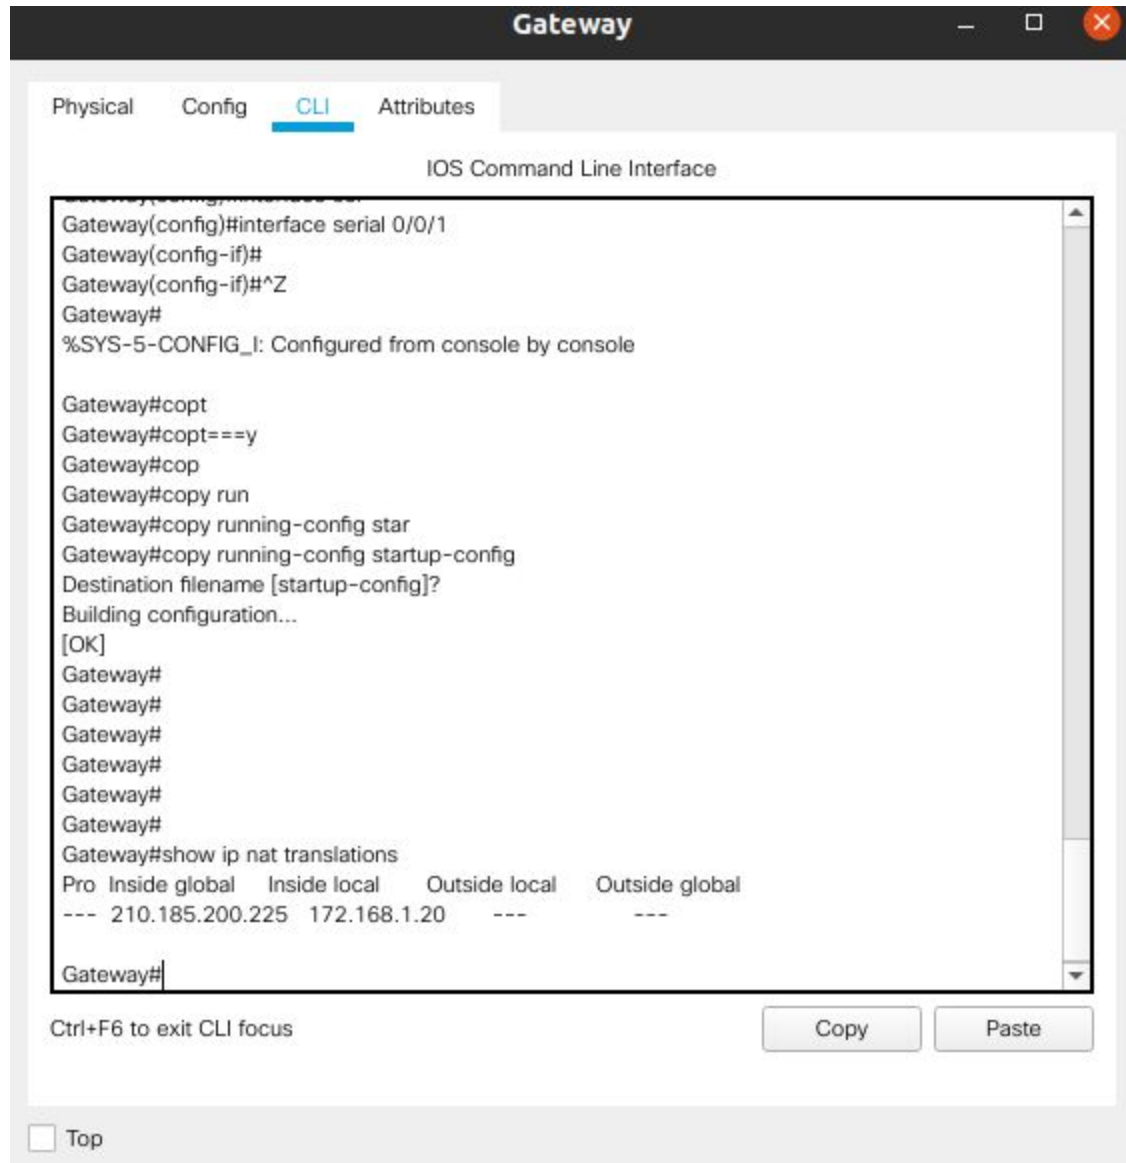 Gateway
Physical Config CLI Attributes
IOS Command Line Interface
Gateway(config)#interface serial 0/0/1
Gateway(config-if)#
Gateway(config-if)#^Z
Gateway#
%SYS-5-CONFIG_I: Configured from console by console
Gateway#copt
Gateway#copt===y
Gateway#cop
Gateway#copy run
Gateway#copy running-config star
Gateway#copy running-config startup-config
Destination filename [startup-config]?
Building configuration...
[OK]
Gateway#
Gateway#
Gateway#
Gateway#
Gateway#
Gateway#
Gateway#show ip nat translations
Pro Inside global Inside local Outside local Outside global
--- 210.185.200.225 172.168.1.20 --- ---
Gateway#
Ctrl+F6 to exit CLI focus
Copy Paste
Top